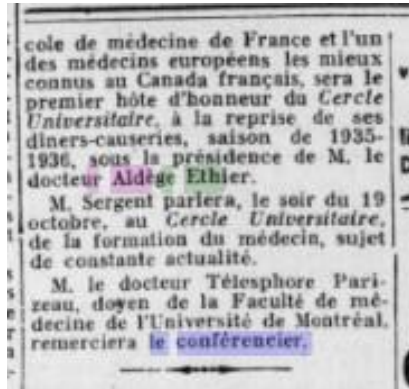 cole de médecine de France et l'un
des médecins européens les mieux
connus au Canada français, sera le
premier hôte d'honneur du Cercle
Universitaire, à la reprise de ses
dîners-causeries, saison de 1935-
1936, sous la présidence de M. le
docteur Aldège Ethier.
M. Sergent parlera, le soir du 19
octobre, au Cercle Universitaire,
de la formation du médecin, sujet
de constante actualité.
M. le docteur Télesphore Pari-
zeau, doyen de la Faculté de mé-
decine de l'Université de Montréal,
remerciera le conférencier.